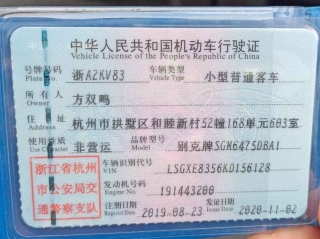 中华人民共和国机动车行驶证
Vehicle License of the People's Republic of China
号牌号码 Plate No. 浙A2KV83 车辆类型 Vehicle Type 小型普通客车
所有人 Owner 方双鸣
住址 Address 杭州市拱墅区和睦新村52幢168单元603室
使用性质 Use Character 非营运 品牌型号 Model 别克牌SGM6475DBA1
浙江省杭州 车辆识别代号 VIN LSGXE8356KD156128
市公安局交 发动机号码 Engine No. 191443200
通警察支队 注册日期 Register Date 2019-08-23 发证日期 Issue Date 2020-11-02